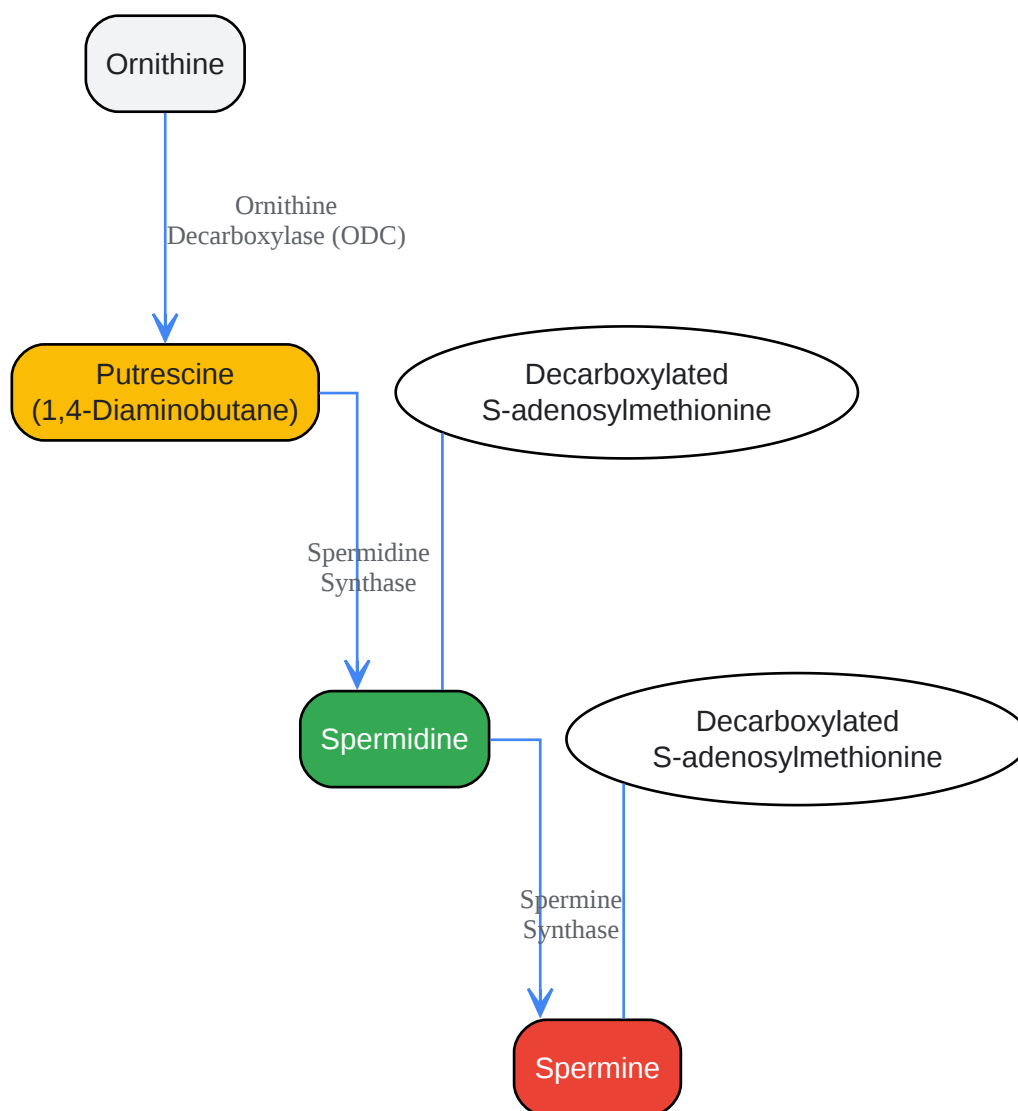 Ornithine
Ornithine
Decarboxylase (ODC)
Putrescine
(1,4-Diaminobutane)
Decarboxylated
S-adenosylmethionine
Spermidine
Synthase
Spermidine
Decarboxylated
S-adenosylmethionine
Spermine
Synthase
Spermine